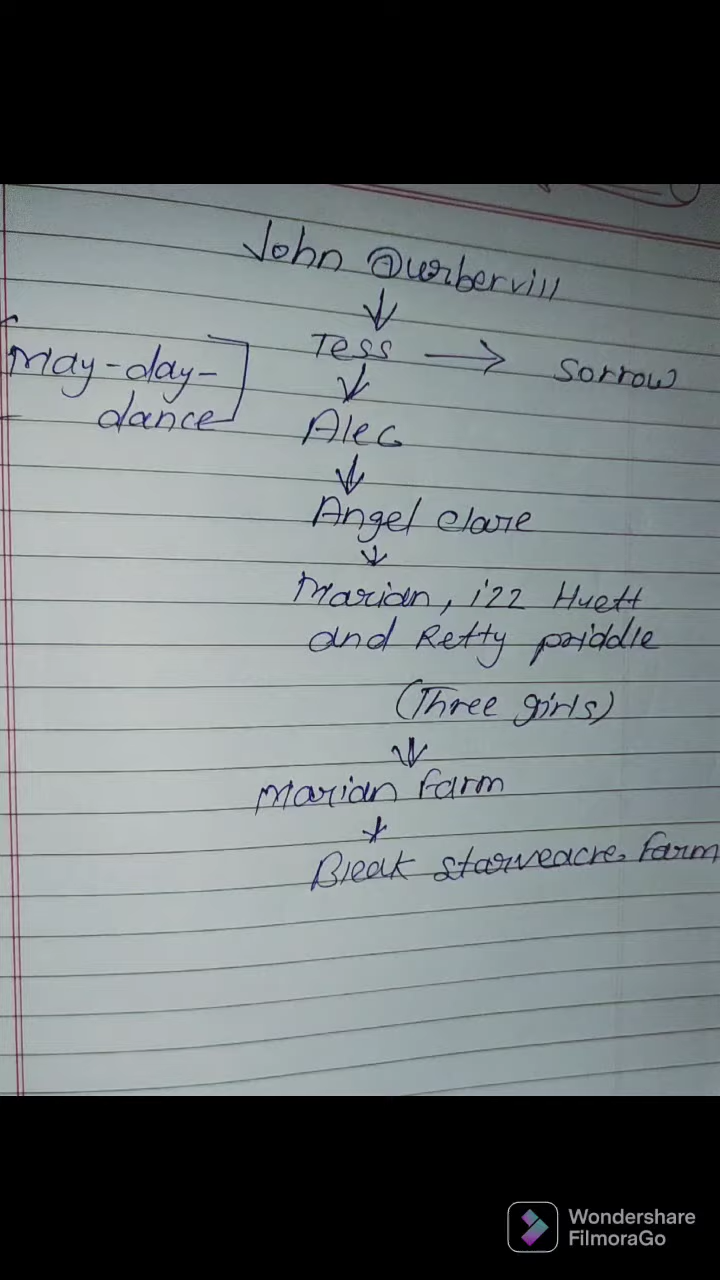 John Durbervill
↓
Tess → Sorrow
May-day-
dance
↓
Alec
↓
Angel Clare
↓
Marian, izz Huett
and Retty priddle
(Three girls)
↓
Marian Farm
↓
Bleak starveacre Farm
Wondershare
FilmoraGo